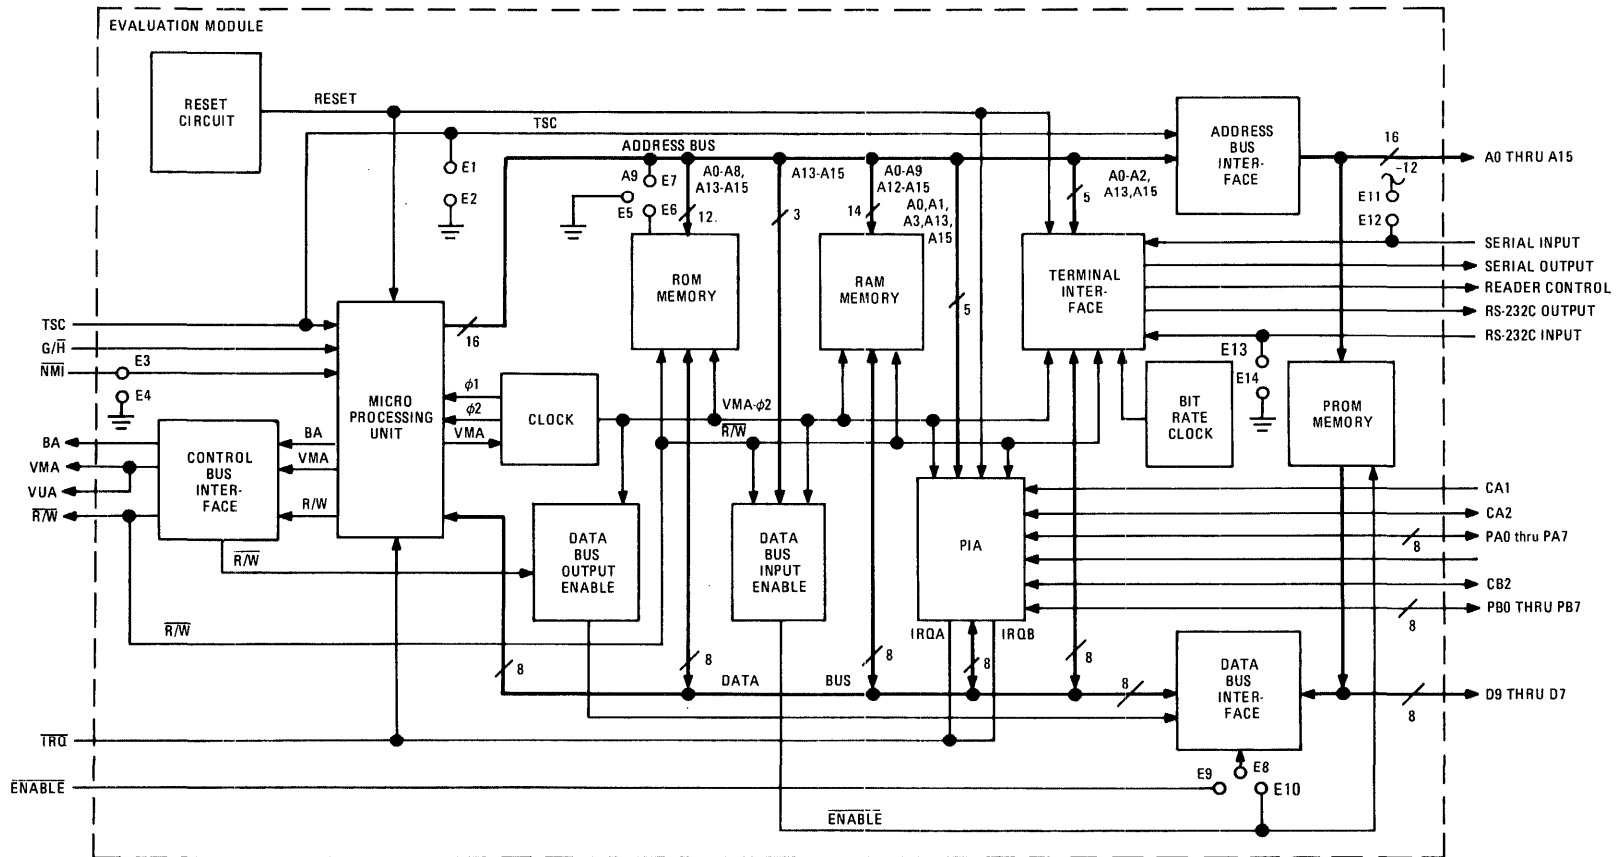 EVALUATION MODULE
RESET
CIRCUIT
RESET
TSC
ADDRESS BUS
ADDRESS
BUS
INTER-
FACE
16
A0 THRU A15
-12
E11
E12
E1
E2
A9
E7
E5
E6
A0-A8,
A13-A15
12.
A13-A15
3
A0-A9
A12-A15
14
A0,A1,
A3,A13,
A15
5
A0-A2,
A13,A15
5
ROM
MEMORY
RAM
MEMORY
TERMINAL
INTER-
FACE
SERIAL INPUT
SERIAL OUTPUT
READER CONTROL
RS-232C OUTPUT
RS-232C INPUT
E13
E14
TSC
G/H̅
N̅M̅I̅
E3
E4
16
MICRO
PROCESSING
UNIT
ϕ1
ϕ2
VMA
CLOCK
VMA-ϕ2
R̅/̅W̅
BIT
RATE
CLOCK
PROM
MEMORY
BA
VMA
VUA
R̅/̅W̅
CONTROL
BUS
INTER-
FACE
BA
VMA
R/W
R̅/̅W̅
DATA
BUS
OUTPUT
ENABLE
DATA
BUS
INPUT
ENABLE
PIA
CA1
CA2
PA0 thru PA7
8
CB2
PB0 THRU PB7
8
R̅/̅W̅
IRQA
IRQB
8
8
8
8
8
DATA BUS
8
DATA
BUS
INTER-
FACE
D9 THRU D7
8
I̅R̅Q̅
E̅N̅A̅B̅L̅E̅
E9
E8
E10
E̅N̅A̅B̅L̅E̅